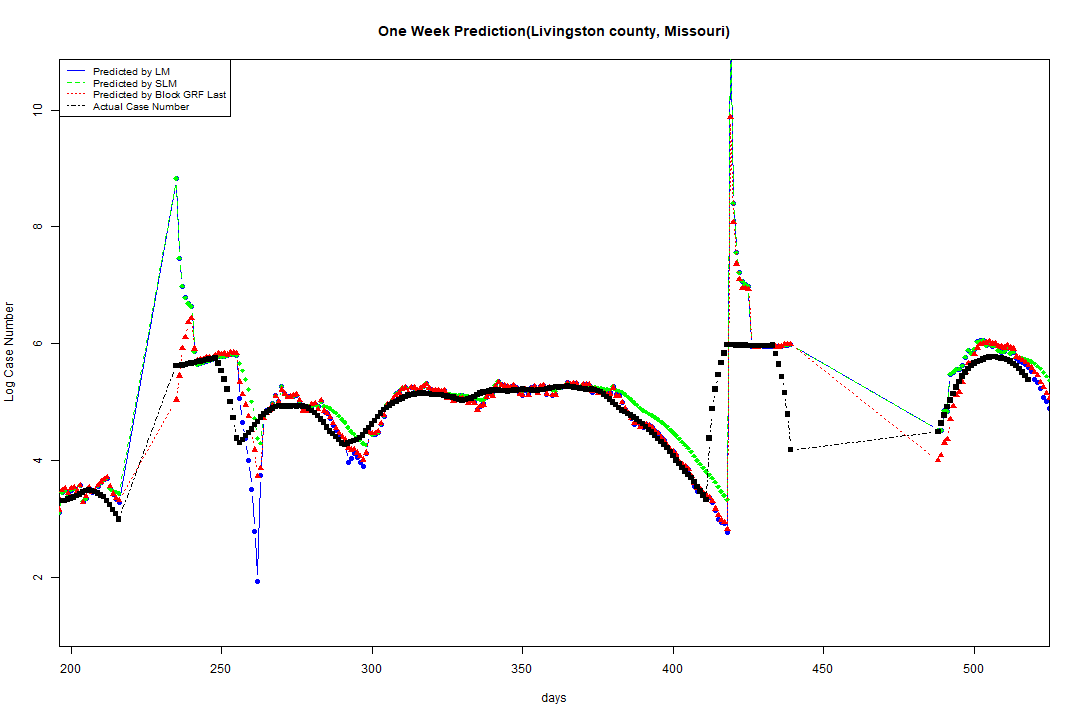 One Week Prediction(Livingston county, Missouri)
Predicted by LM
Predicted by SLM
Predicted by Block GRF Last
Actual Case Number
Log Case Number
10
8
6
4
2
200 250 300 350 400 450 500
days